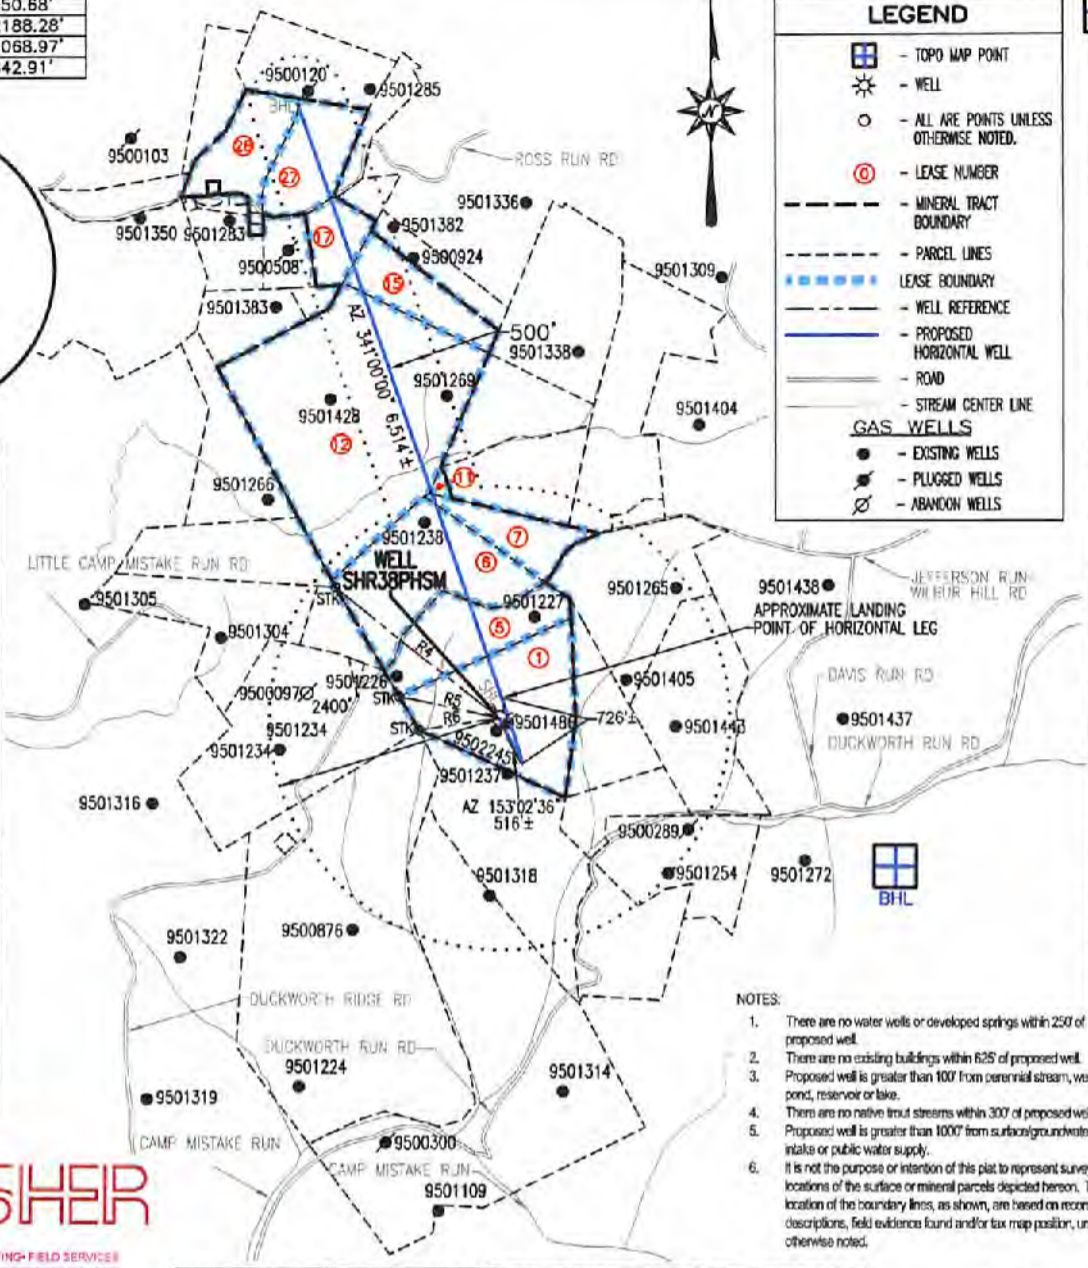 50.68'
188.28'
068.97'
42.91'
LEGEND
- TOPO MAP POINT
- WELL
- ALL ARE POINTS UNLESS
OTHERWISE NOTED.
- LEASE NUMBER
- MINERAL TRACT
BOUNDARY
- PARCEL LINES
LEASE BOUNDARY
- WELL REFERENCE
- PROPOSED
HORIZONTAL WELL
- ROAD
- STREAM CENTER LINE
GAS WELLS
- EXISTING WELLS
- PLUGGED WELLS
- ABANDON WELLS
N
9500120
9501285
BHL
9500103
28
27
ROSS RUN RD
9501336
9501350
9501283
9501382
17
9500508
9500924
15
9501309
9501383
500'
9501338
AZ 341°00'00" 6,514'±
9501269
9501428
12
9501404
11
9501266
9501238
7
6
WELL
SHR38PHSM
LITTLE CAMP MISTAKE RUN RD
STK
9501305
9501227
9501265
9501438
JEFFERSON RUN-
WILBUR HILL RD
APPROXIMATE LANDING
POINT OF HORIZONTAL LEG
9501304
5
R4
1
9501226
9500097
2400'
STK
R5
R6
9501405
DAVIS RUN RD
9501234
9501234
STK
9501486
726'±
9501443
9501437
DUCKWORTH RUN RD
9502245
9501237
AZ 153°02'36"
516'±
9501316
9500289
9501254
9501272
9501318
BHL
9501322
9500876
DUCKWORTH RIDGE RD
DUCKWORTH RUN RD
9501224
9501314
9501319
CAMP MISTAKE RUN
9500300
CAMP MISTAKE RUN
9501109
NOTES:
1. There are no water wells or developed springs within 250' of
proposed well.
2. There are no existing buildings within 625' of proposed well.
3. Proposed well is greater than 100' from perennial stream,
pond, reservoir or lake.
4. There are no native trout streams within 300' of proposed
5. Proposed well is greater than 1000' from
intake or public water supply.
6. It is not the purpose or intention of this plat to represent
locations of the surface or mineral parcels depicted hereon.
location of the boundary lines, as shown, are based on
descriptions, field evidence found and/or tax map position,
otherwise noted.
SHER
ING• FIELD SERVICES